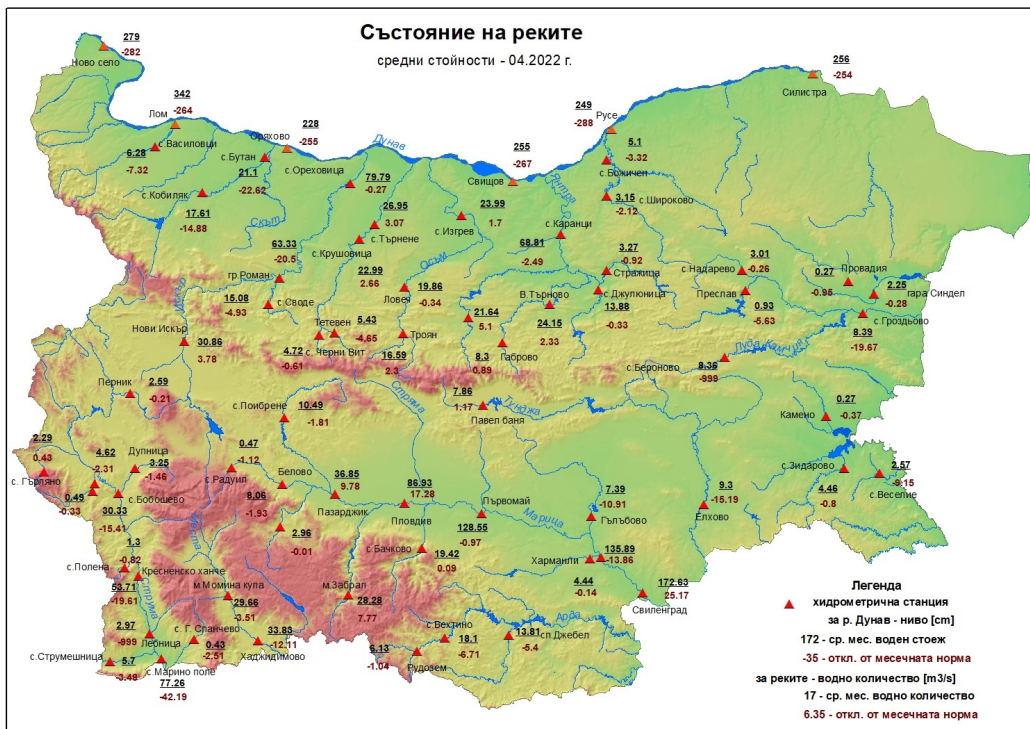 Състояние на реките
средни стойности - 04.2022 г.
279
-282
Ново село
256
-254
Силистра
342
-264
Лом
с.Василовци
6.28
-7.32
228
-255
Оряхово
с.Бутан
21.1
-22.62
с.Кобиляк
17.61
-14.88
Скът
Дунав
с.Ореховица
79.79
-0.27
255
-267
Свищов
249
-288
Русе
5.1
-3.32
с.Божичен
3.15
-2.12
с.Широково
Янтра
26.95
3.07
с.Търнене
с.Крушовица
22.99
2.66
23.99
1.7
с.Изгрев
Осъм
с.Каранци
68.81
-2.49
3.27
-0.92
Стражица
с.Джулюница
13.88
-0.33
с.Надарево
3.01
-0.26
Преслав
0.93
-5.63
Провадия
0.27
-0.95
2.25
-0.28
гара Синдел
с.Гроздьово
8.39
-19.67
63.33
-20.5
гр.Роман
15.08
-4.93
с.Своде
Искър
Нови Искър
30.86
3.78
Тетевен
5.43
-4.65
с.Черни Вит
4.72
-0.61
19.86
-0.34
Ловеч
Троян
16.59
2.3
21.64
5.1
В.Търново
24.15
2.33
Габрово
8.3
0.89
Луда Камчия
с.Бероново
8.36
-999
Перник
2.59
-0.21
с.Поибрене
10.49
-1.81
Стряма
7.86
1.17
Павел баня
Тунджа
0.27
-0.37
Камено
2.29
0.43
с. Гърляно
4.62
-2.31
Дупница
3.25
-1.46
0.49
-0.33
с.Бобошево
30.33
-15.41
0.47
-1.12
с.Радуил
Белово
8.06
-1.93
36.85
9.78
Пазарджик
86.93
17.28
Пловдив
Първомай
128.55
-0.97
Марица
7.39
-10.91
Гълъбово
9.3
-15.19
Елхово
с.Зидарово
4.46
-0.8
2.57
-9.15
с.Веселие
2.96
-0.01
с.Бачково
19.42
0.09
Харманли
4.44
-0.14
135.89
-13.86
172.63
25.17
Свиленград
1.3
-0.82
с.Полена
Кресненско ханче
53.71
-19.61
Струма
Места
м.Момина кула
29.66
-3.51
м.Забрал
28.28
7.77
2.97
-999
Лебница
с. Г. Спанчево
0.43
-2.51
33.83
-12.11
Хаджидимово
с.Струмешница
5.7
-3.48
с.Марино поле
77.26
-42.19
с.Вехтино
18.1
-6.71
6.13
-1.04
Рудозем
Арда
13.81
-5.4
сп.Джебел
Легенда
хидрометрична станция
за р. Дунав - ниво [cm]
172 - ср. мес. воден стоеж
-35 - откл. от месечната норма
за реките - водно количество [m3/s]
17 - ср. мес. водно количество
6.35 - откл. от месечната норма